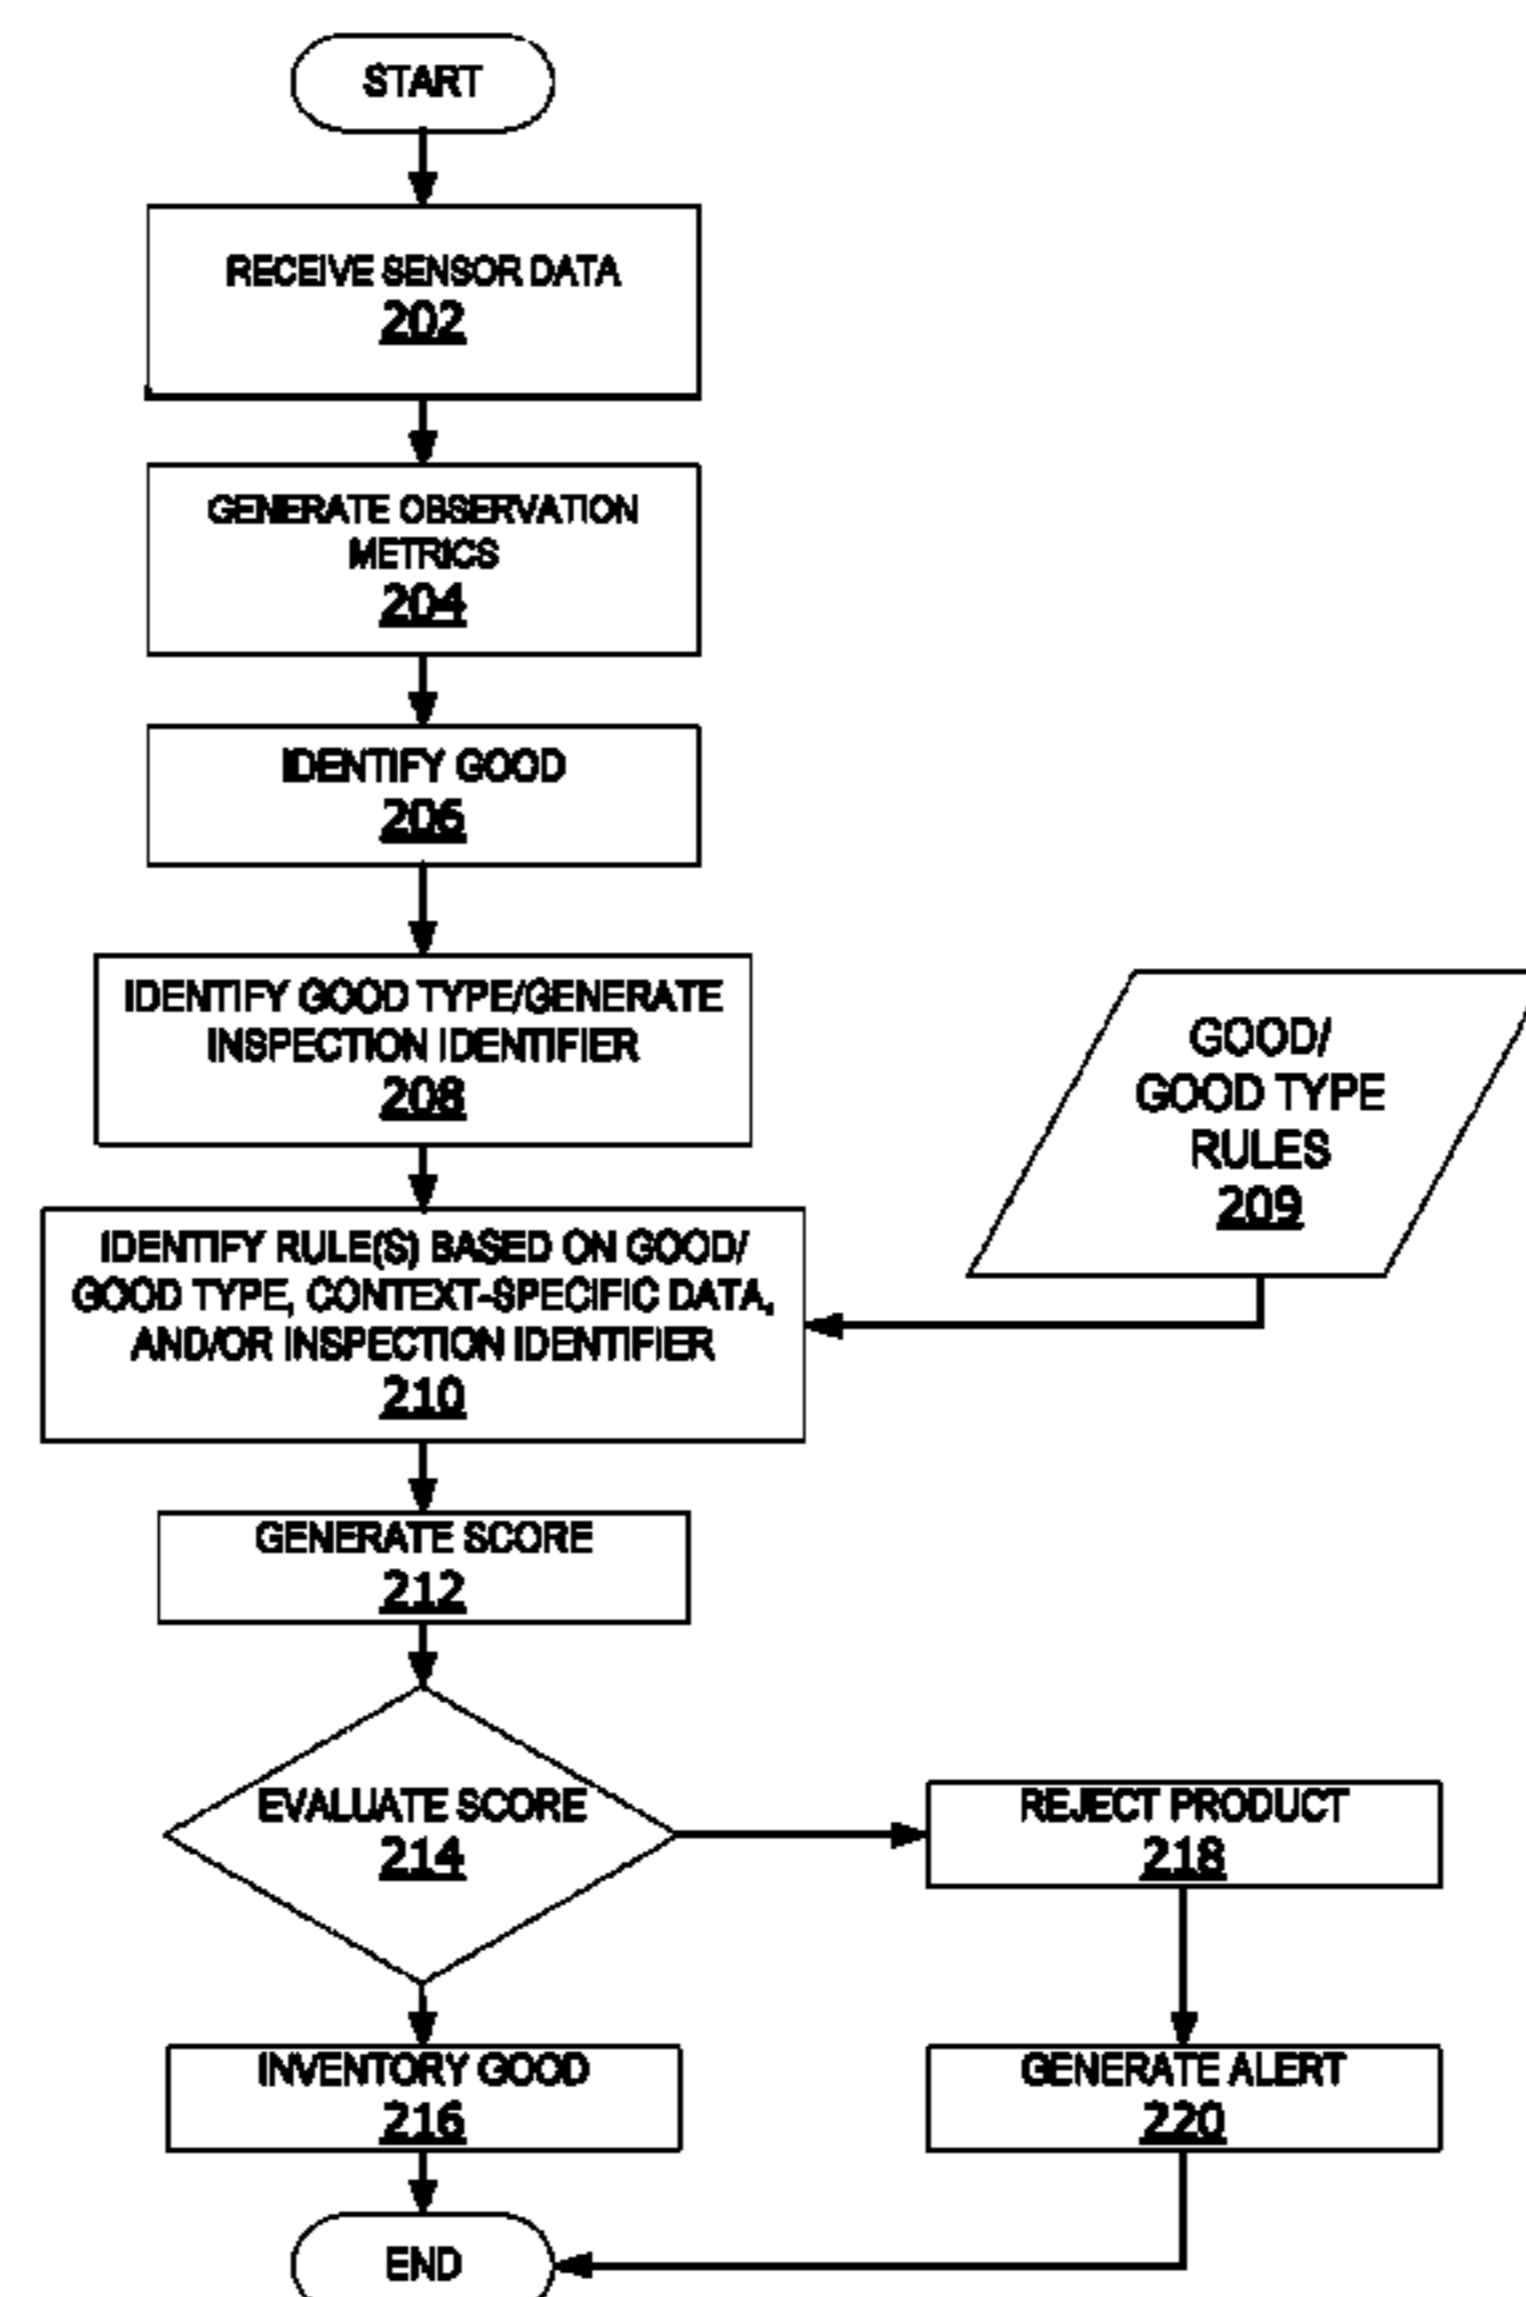 START
RECEIVE SENSOR DATA
202
GENERATE OBSERVATION
METRICS
204
IDENTIFY GOOD
206
IDENTIFY GOOD TYPE/GENERATE
INSPECTION IDENTIFIER
208
GOOD/
GOOD TYPE
RULES
209
IDENTIFY RULE(S) BASED ON GOOD/
GOOD TYPE, CONTEXT-SPECIFIC DATA,
AND/OR INSPECTION IDENTIFIER
210
GENERATE SCORE
212
EVALUATE SCORE
214
REJECT PRODUCT
218
INVENTORY GOOD
216
GENERATE ALERT
220
END